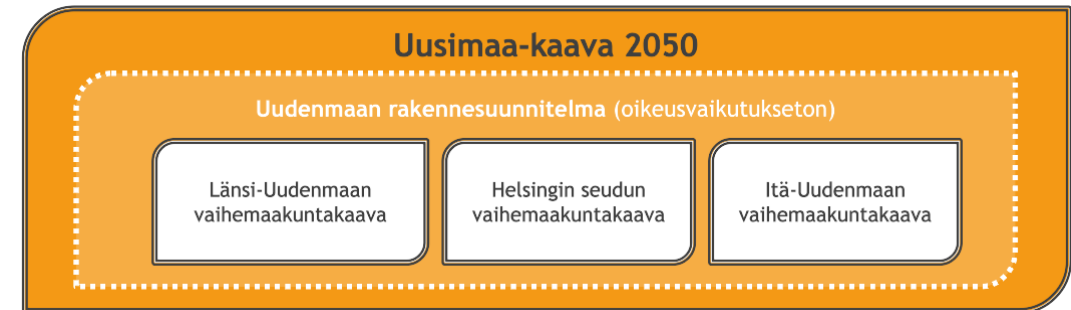 Uusimaa-kaava 2050
Uudenmaan rakennesuunnitelma (oikeusvaikutukseton)
Länsi-Uudenmaan
vaihemaakuntakaava
Helsingin seudun
vaihemaakuntakaava
Itä-Uudenmaan
vaihemaakuntakaava